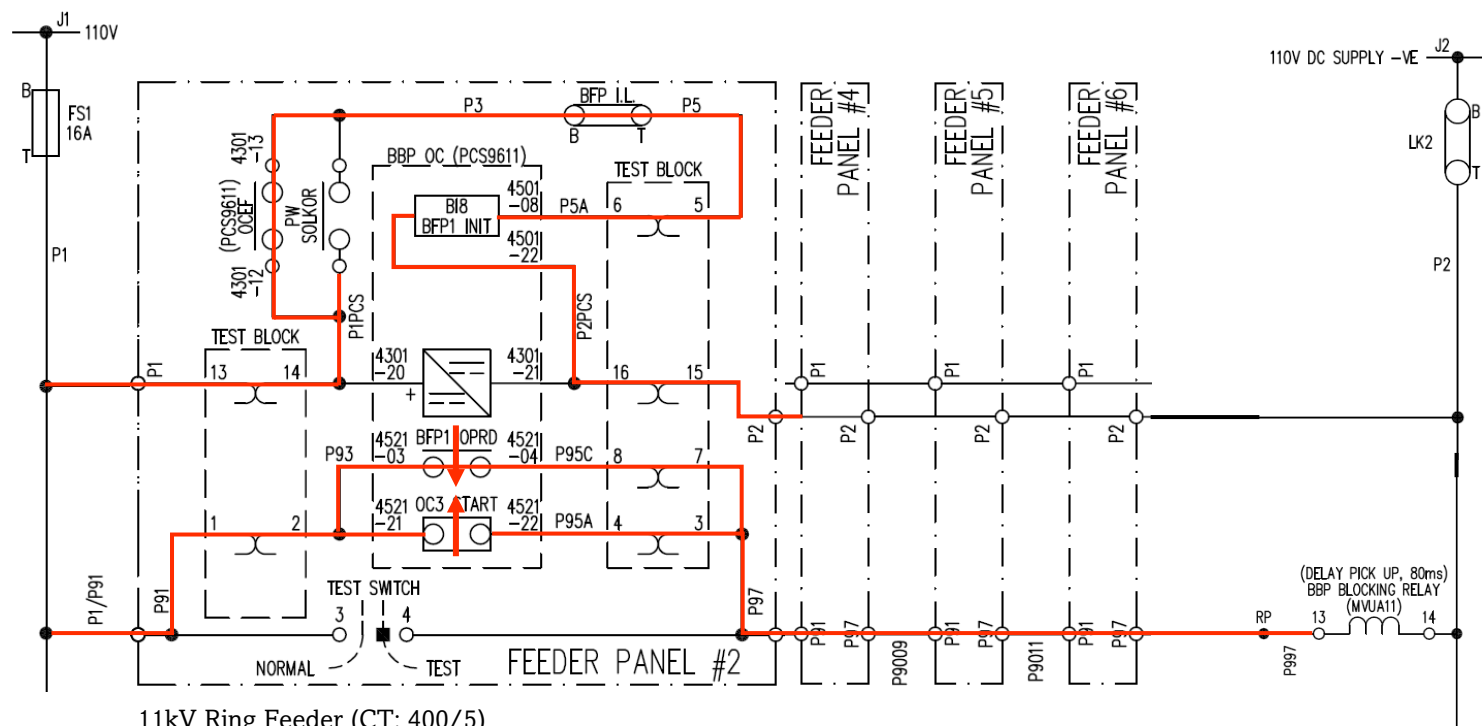 J1
110V
B
FS1
16A
T
P1
P1/P91
P3
BFP I.L.
P5
B
T
4301
-13
(PCS9611)
OCEF
PW
SOLKOR
4301
-12
BBP OC (PCS9611)
BI8
BFP1 INIT
4501
-08
P5A
4501
-22
TEST BLOCK
6
5
P1PCS
P2PCS
TEST BLOCK
P1
13
14
4301
-20
+
4301
-21
16
15
P2
P93
4521
-03
BFP1 OPRD
4521
-04
P95C
8
7
1
2
4521
-21
OC3 START
4521
-22
P95A
4
3
P91
P97
TEST SWITCH
3
4
NORMAL
TEST
FEEDER PANEL #2
FEEDER
PANEL #4
P1
P2
P91
P97
P9009
FEEDER
PANEL #5
P1
P2
P91
P97
P9011
FEEDER
PANEL #6
P1
P2
P91
P97
110V DC SUPPLY -VE
J2
B
LK2
T
P2
(DELAY PICK UP, 80ms)
BBP BLOCKING RELAY
(MVUA11)
RP
13
14
P997
11kV Ring Feeder (CT: 400/5)